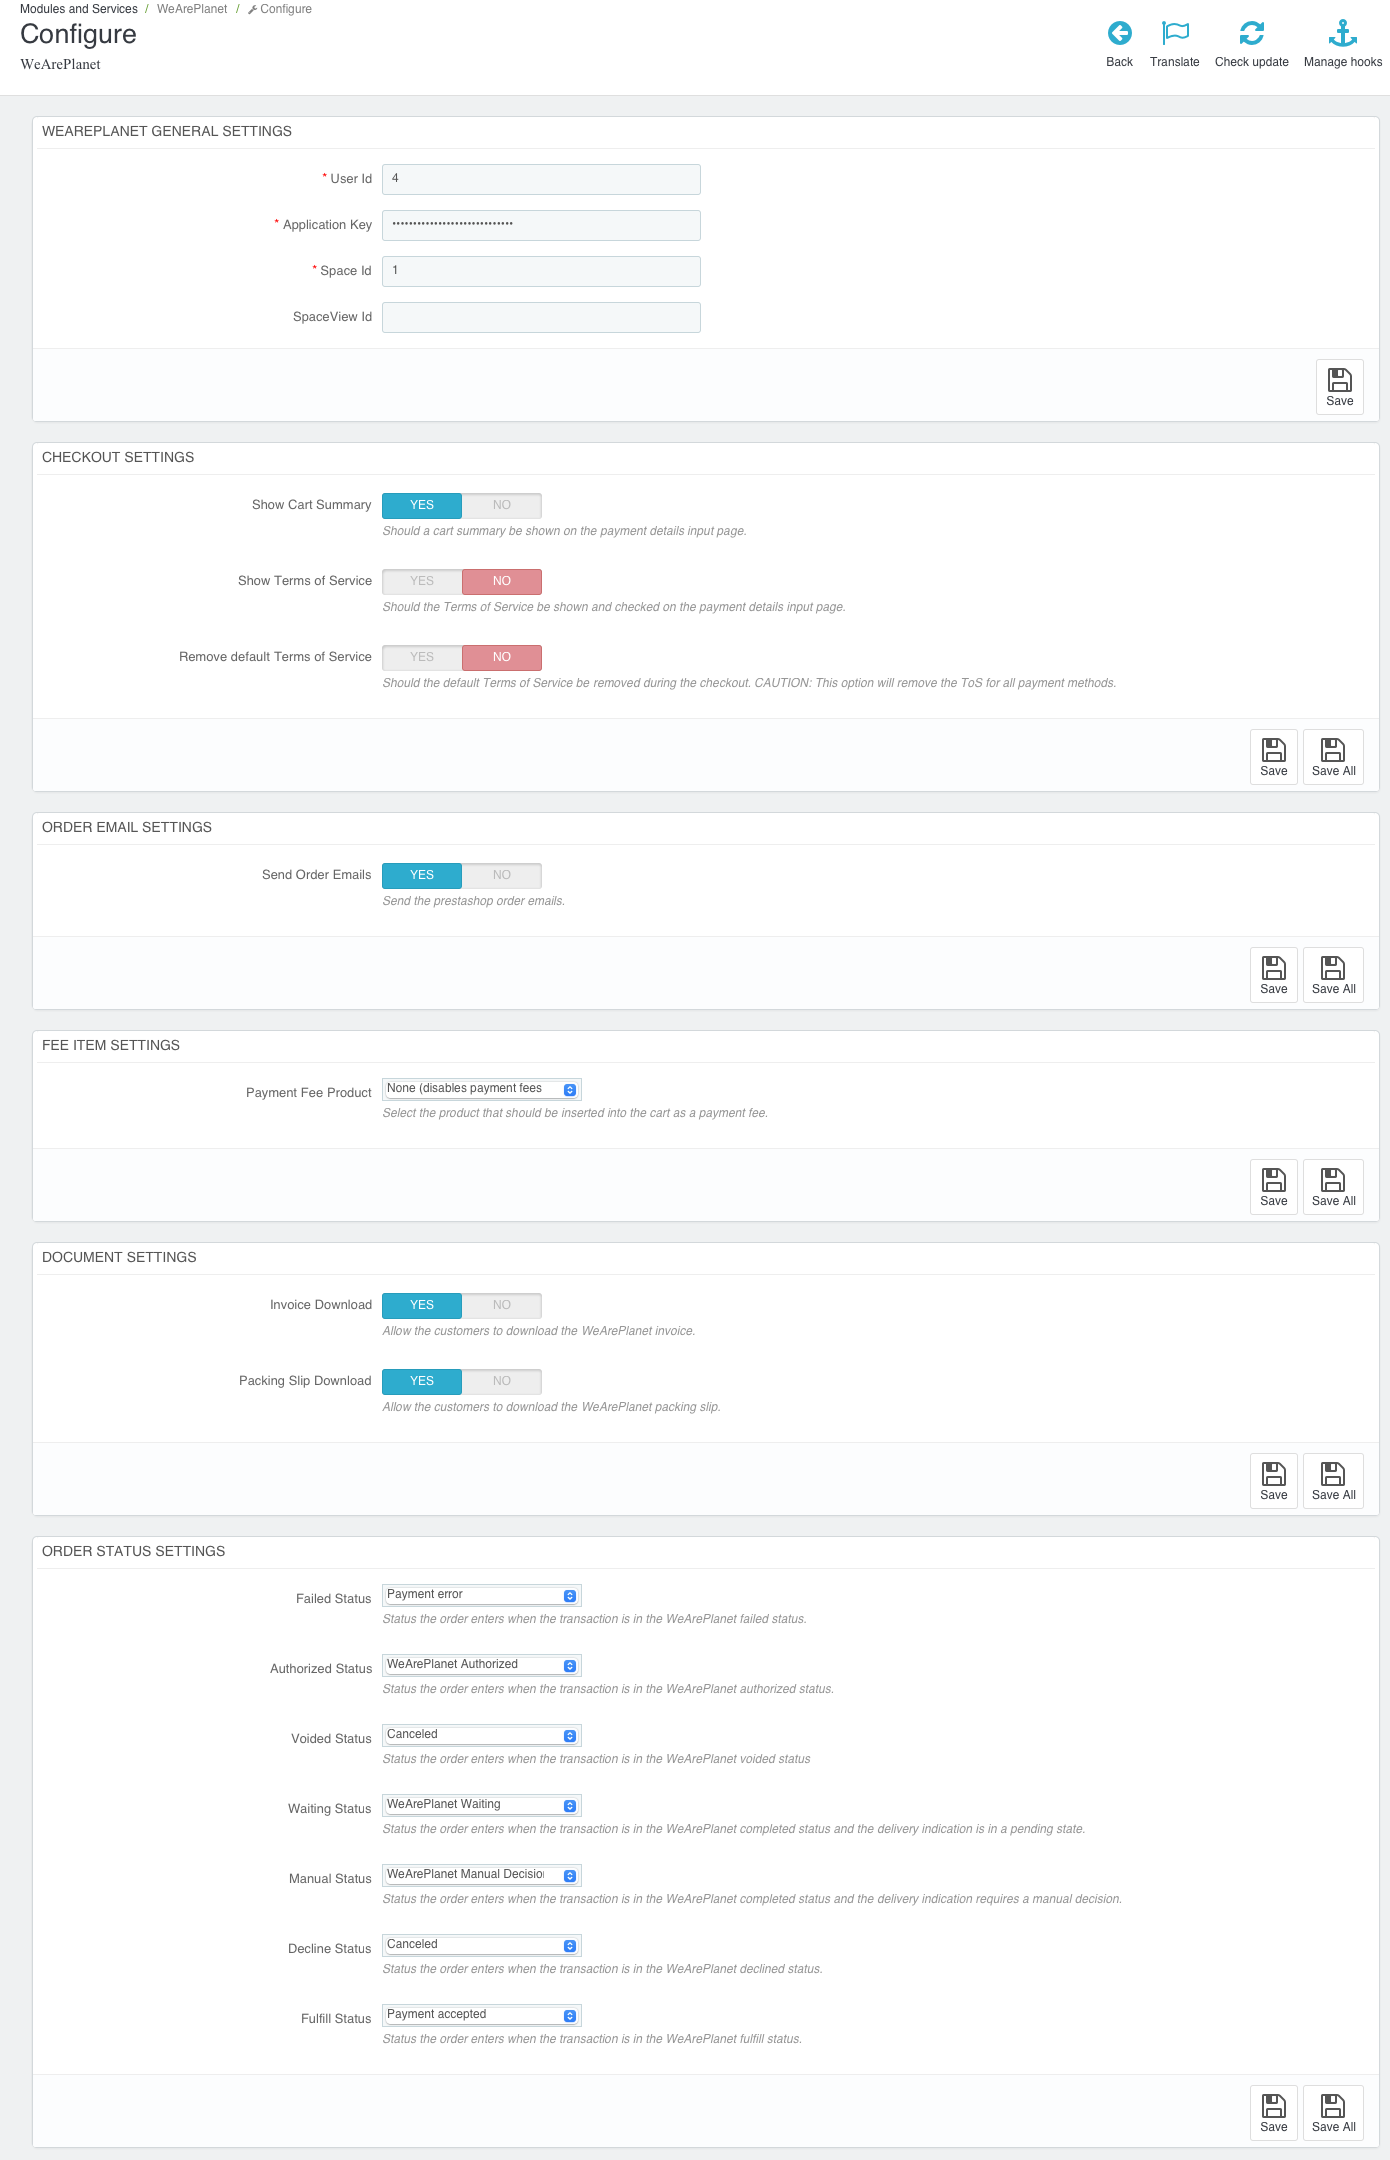 Modules and Services / WeArePlanet / Configure
Configure
WeArePlanet
Back
Translate
Check update
Manage hooks
WEAREPLANET GENERAL SETTINGS
* User Id 4
* Application Key •••••••••••••••••••••••••••••
* Space Id 1
SpaceView Id
Save
CHECKOUT SETTINGS
Show Cart Summary YES NO
Should a cart summary be shown on the payment details input page.
Show Terms of Service YES NO
Should the Terms of Service be shown and checked on the payment details input page.
Remove default Terms of Service YES NO
Should the default Terms of Service be removed during the checkout. CAUTION: This option will remove the ToS for all payment methods.
Save Save All
ORDER EMAIL SETTINGS
Send Order Emails YES NO
Send the prestashop order emails.
Save Save All
FEE ITEM SETTINGS
Payment Fee Product None (disables payment fees
Select the product that should be inserted into the cart as a payment fee.
Save Save All
DOCUMENT SETTINGS
Invoice Download YES NO
Allow the customers to download the WeArePlanet invoice.
Packing Slip Download YES NO
Allow the customers to download the WeArePlanet packing slip.
Save Save All
ORDER STATUS SETTINGS
Failed Status Payment error
Status the order enters when the transaction is in the WeArePlanet failed status.
Authorized Status WeArePlanet Authorized
Status the order enters when the transaction is in the WeArePlanet authorized status.
Voided Status Canceled
Status the order enters when the transaction is in the WeArePlanet voided status
Waiting Status WeArePlanet Waiting
Status the order enters when the transaction is in the WeArePlanet completed status and the delivery indication is in a pending state.
Manual Status WeArePlanet Manual Decision
Status the order enters when the transaction is in the WeArePlanet completed status and the delivery indication requires a manual decision.
Decline Status Canceled
Status the order enters when the transaction is in the WeArePlanet declined status.
Fulfill Status Payment accepted
Status the order enters when the transaction is in the WeArePlanet fulfill status.
Save Save All